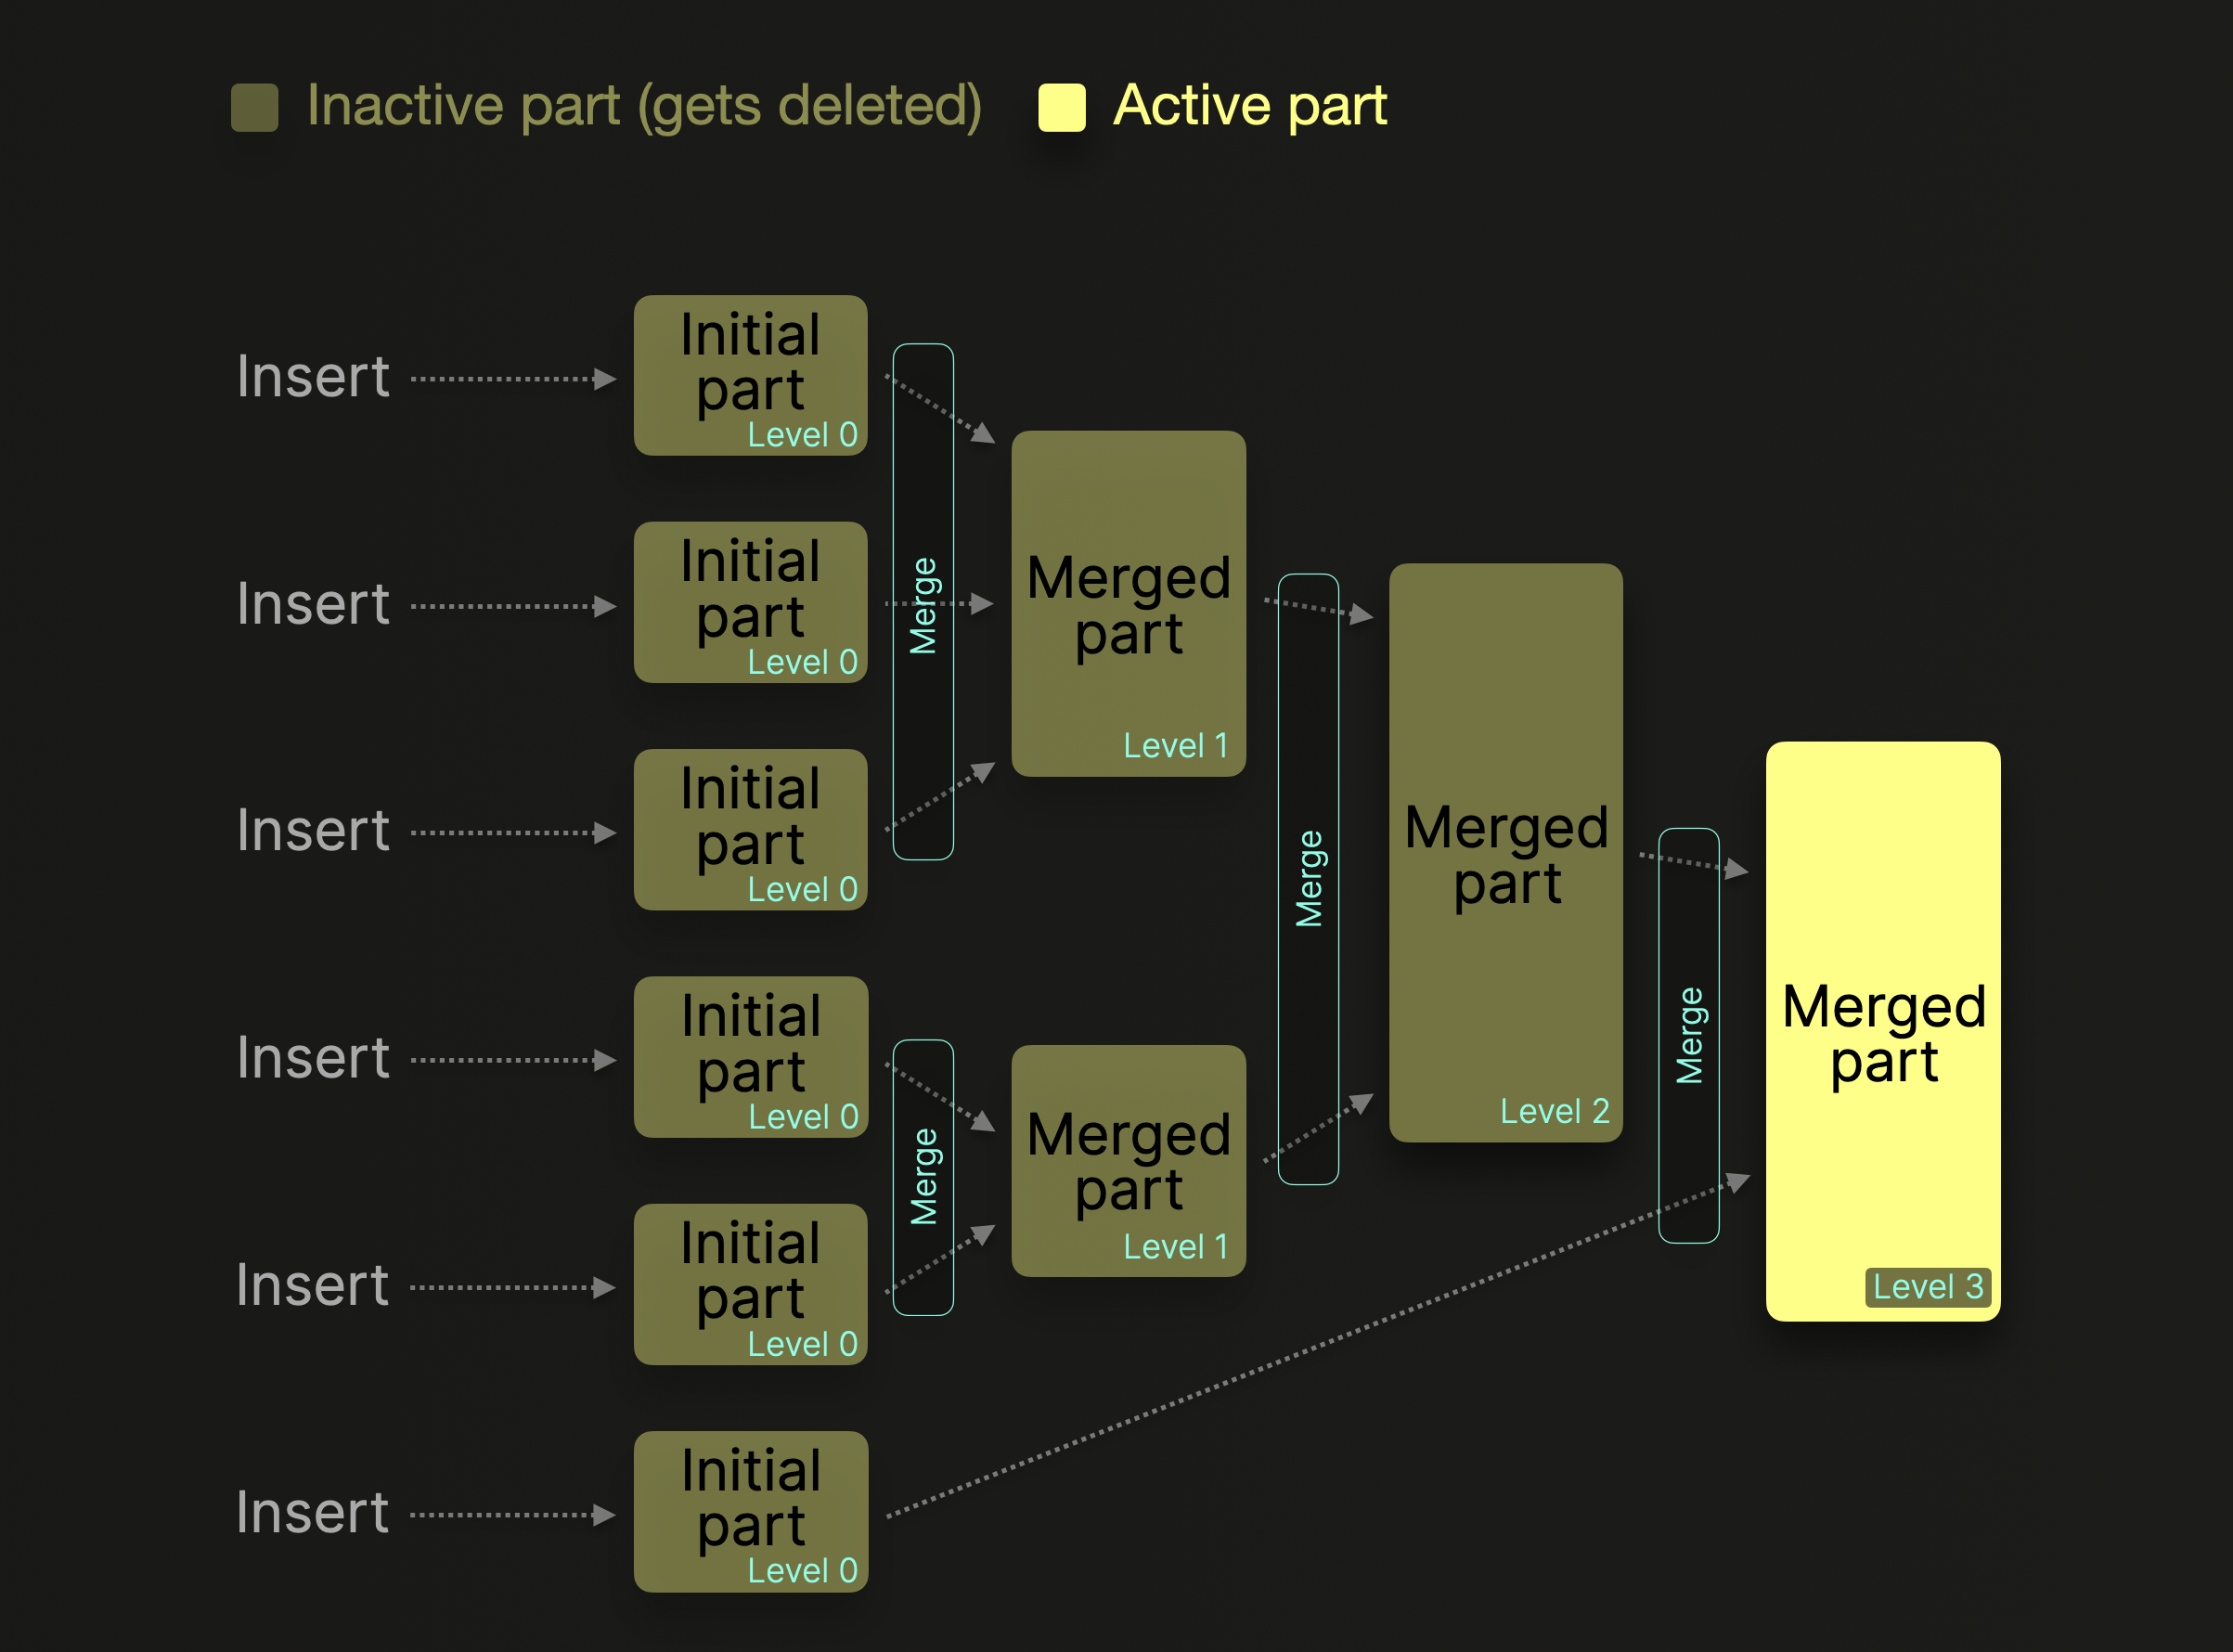 Inactive part (gets deleted)
Active part
Insert
Initial
part
Level 0
Insert
Initial
part
Level 0
Insert
Initial
part
Level 0
Merge
Merged
part
Level 1
Insert
Initial
part
Level 0
Insert
Initial
part
Level 0
Merge
Merged
part
Level 1
Merge
Merged
part
Level 2
Insert
Initial
part
Level 0
Merge
Merged
part
Level 3